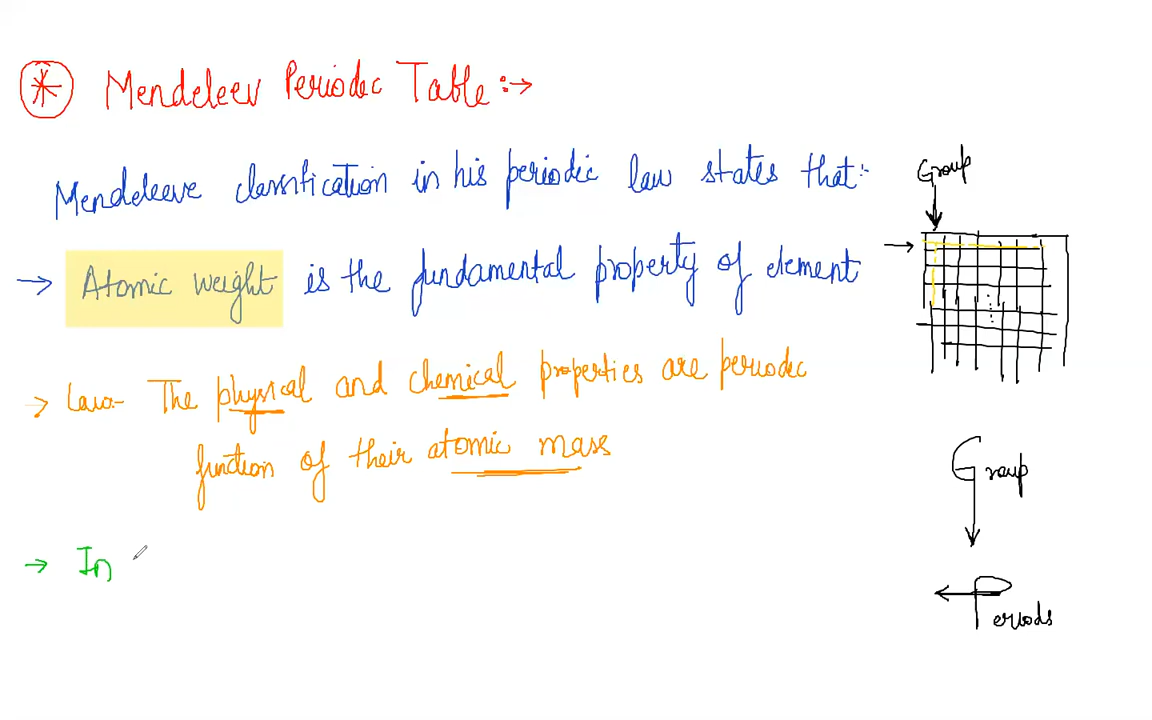 * Mendeleev Periodic Table :→
Mendeleeve classification in his periodic law states that :-
→ Atomic weight is the fundamental property of element
→ Law:- The physical and chemical properties are periodic
function of their atomic mass
→ In
Group
Group
Periods